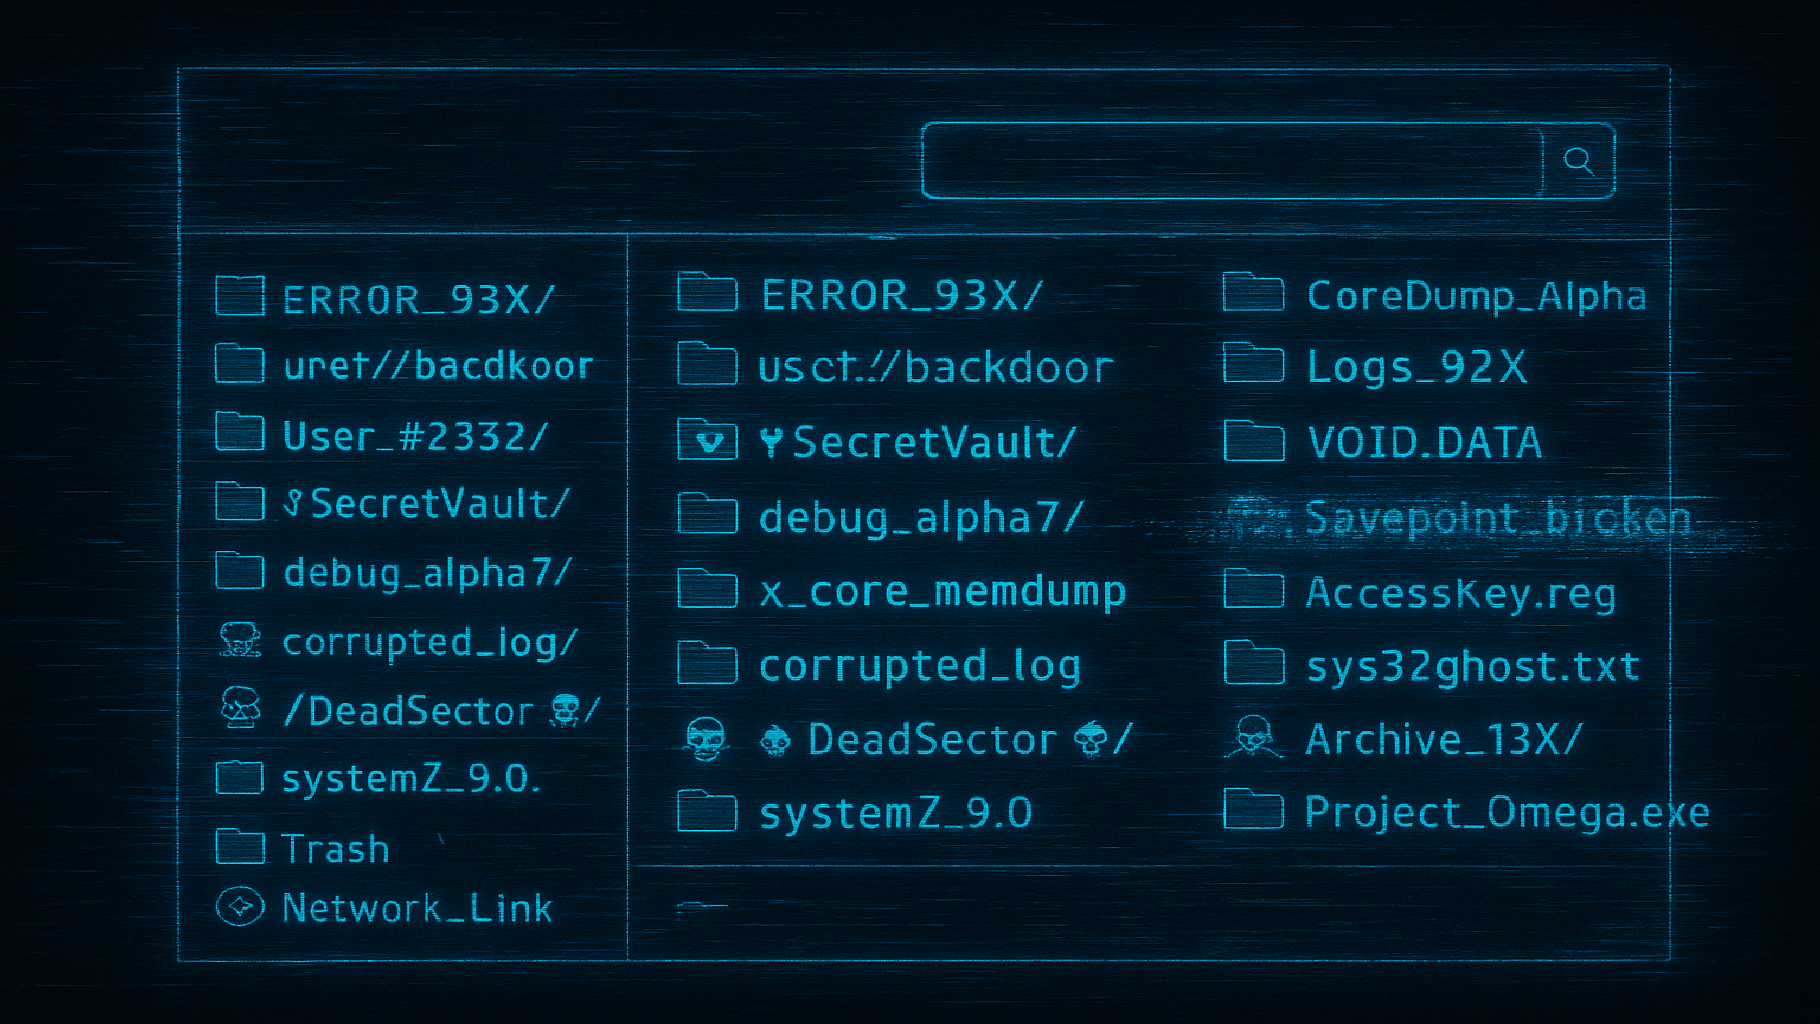 ERROR_93X/
uret//bacdkoor
User_#2332/
SecretVault/
debug_alpha7/
corrupted_log/
/DeadSector /
systemZ_9.0.
Trash
Network_Link
ERROR_93X/
usct.://backdoor
SecretVault/
debug_alpha7/
x_core_memdump
corrupted_log
DeadSector /
systemZ_9.0
CoreDump_Alpha
Logs_92X
VOID.DATA
Savepoint_broken
AccessKey.reg
sys32ghost.txt
Archive_13X/
Project_Omega.exe